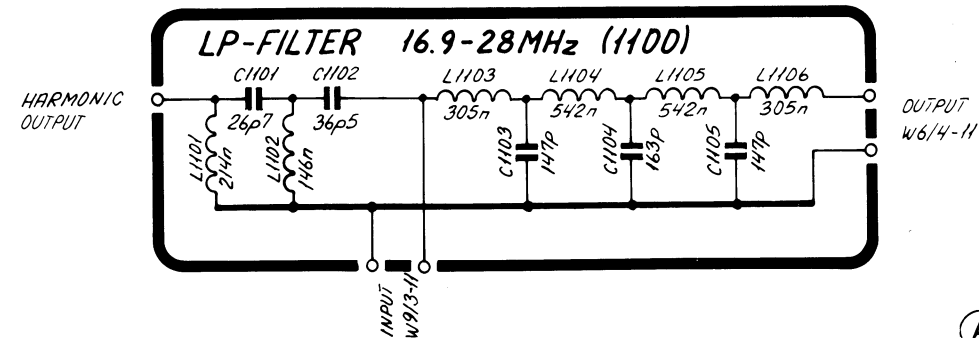 LP-FILTER 16.9-28MHz (1100)
C1101 C1102 L1103 L1104 L1105 L1106
HARMONIC
OUTPUT
26p7 36p5 305n 542n 542n 305n
OUTPUT
W6/4-11
L1101
214n
L1102
146n
C1103
147p
C1104
163p
C1105
147p
INPUT
W9/3-11